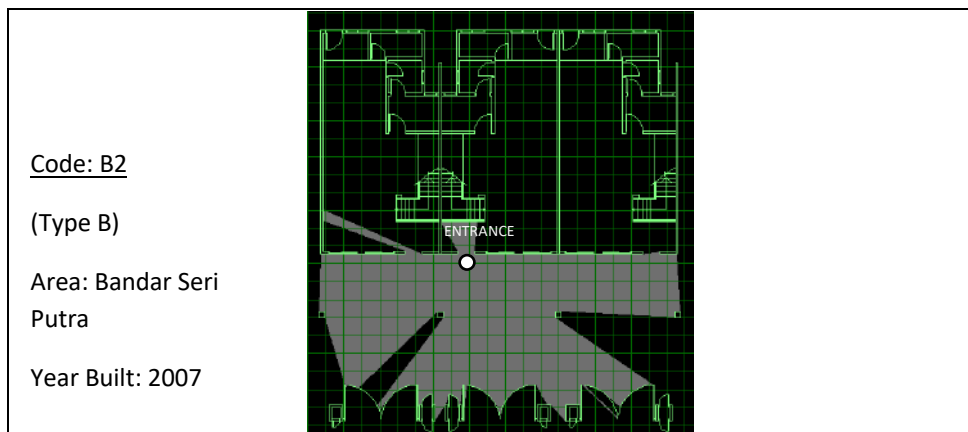 Code: B2
(Type B)
Area: Bandar Seri
Putra
Year Built: 2007
ENTRANCE